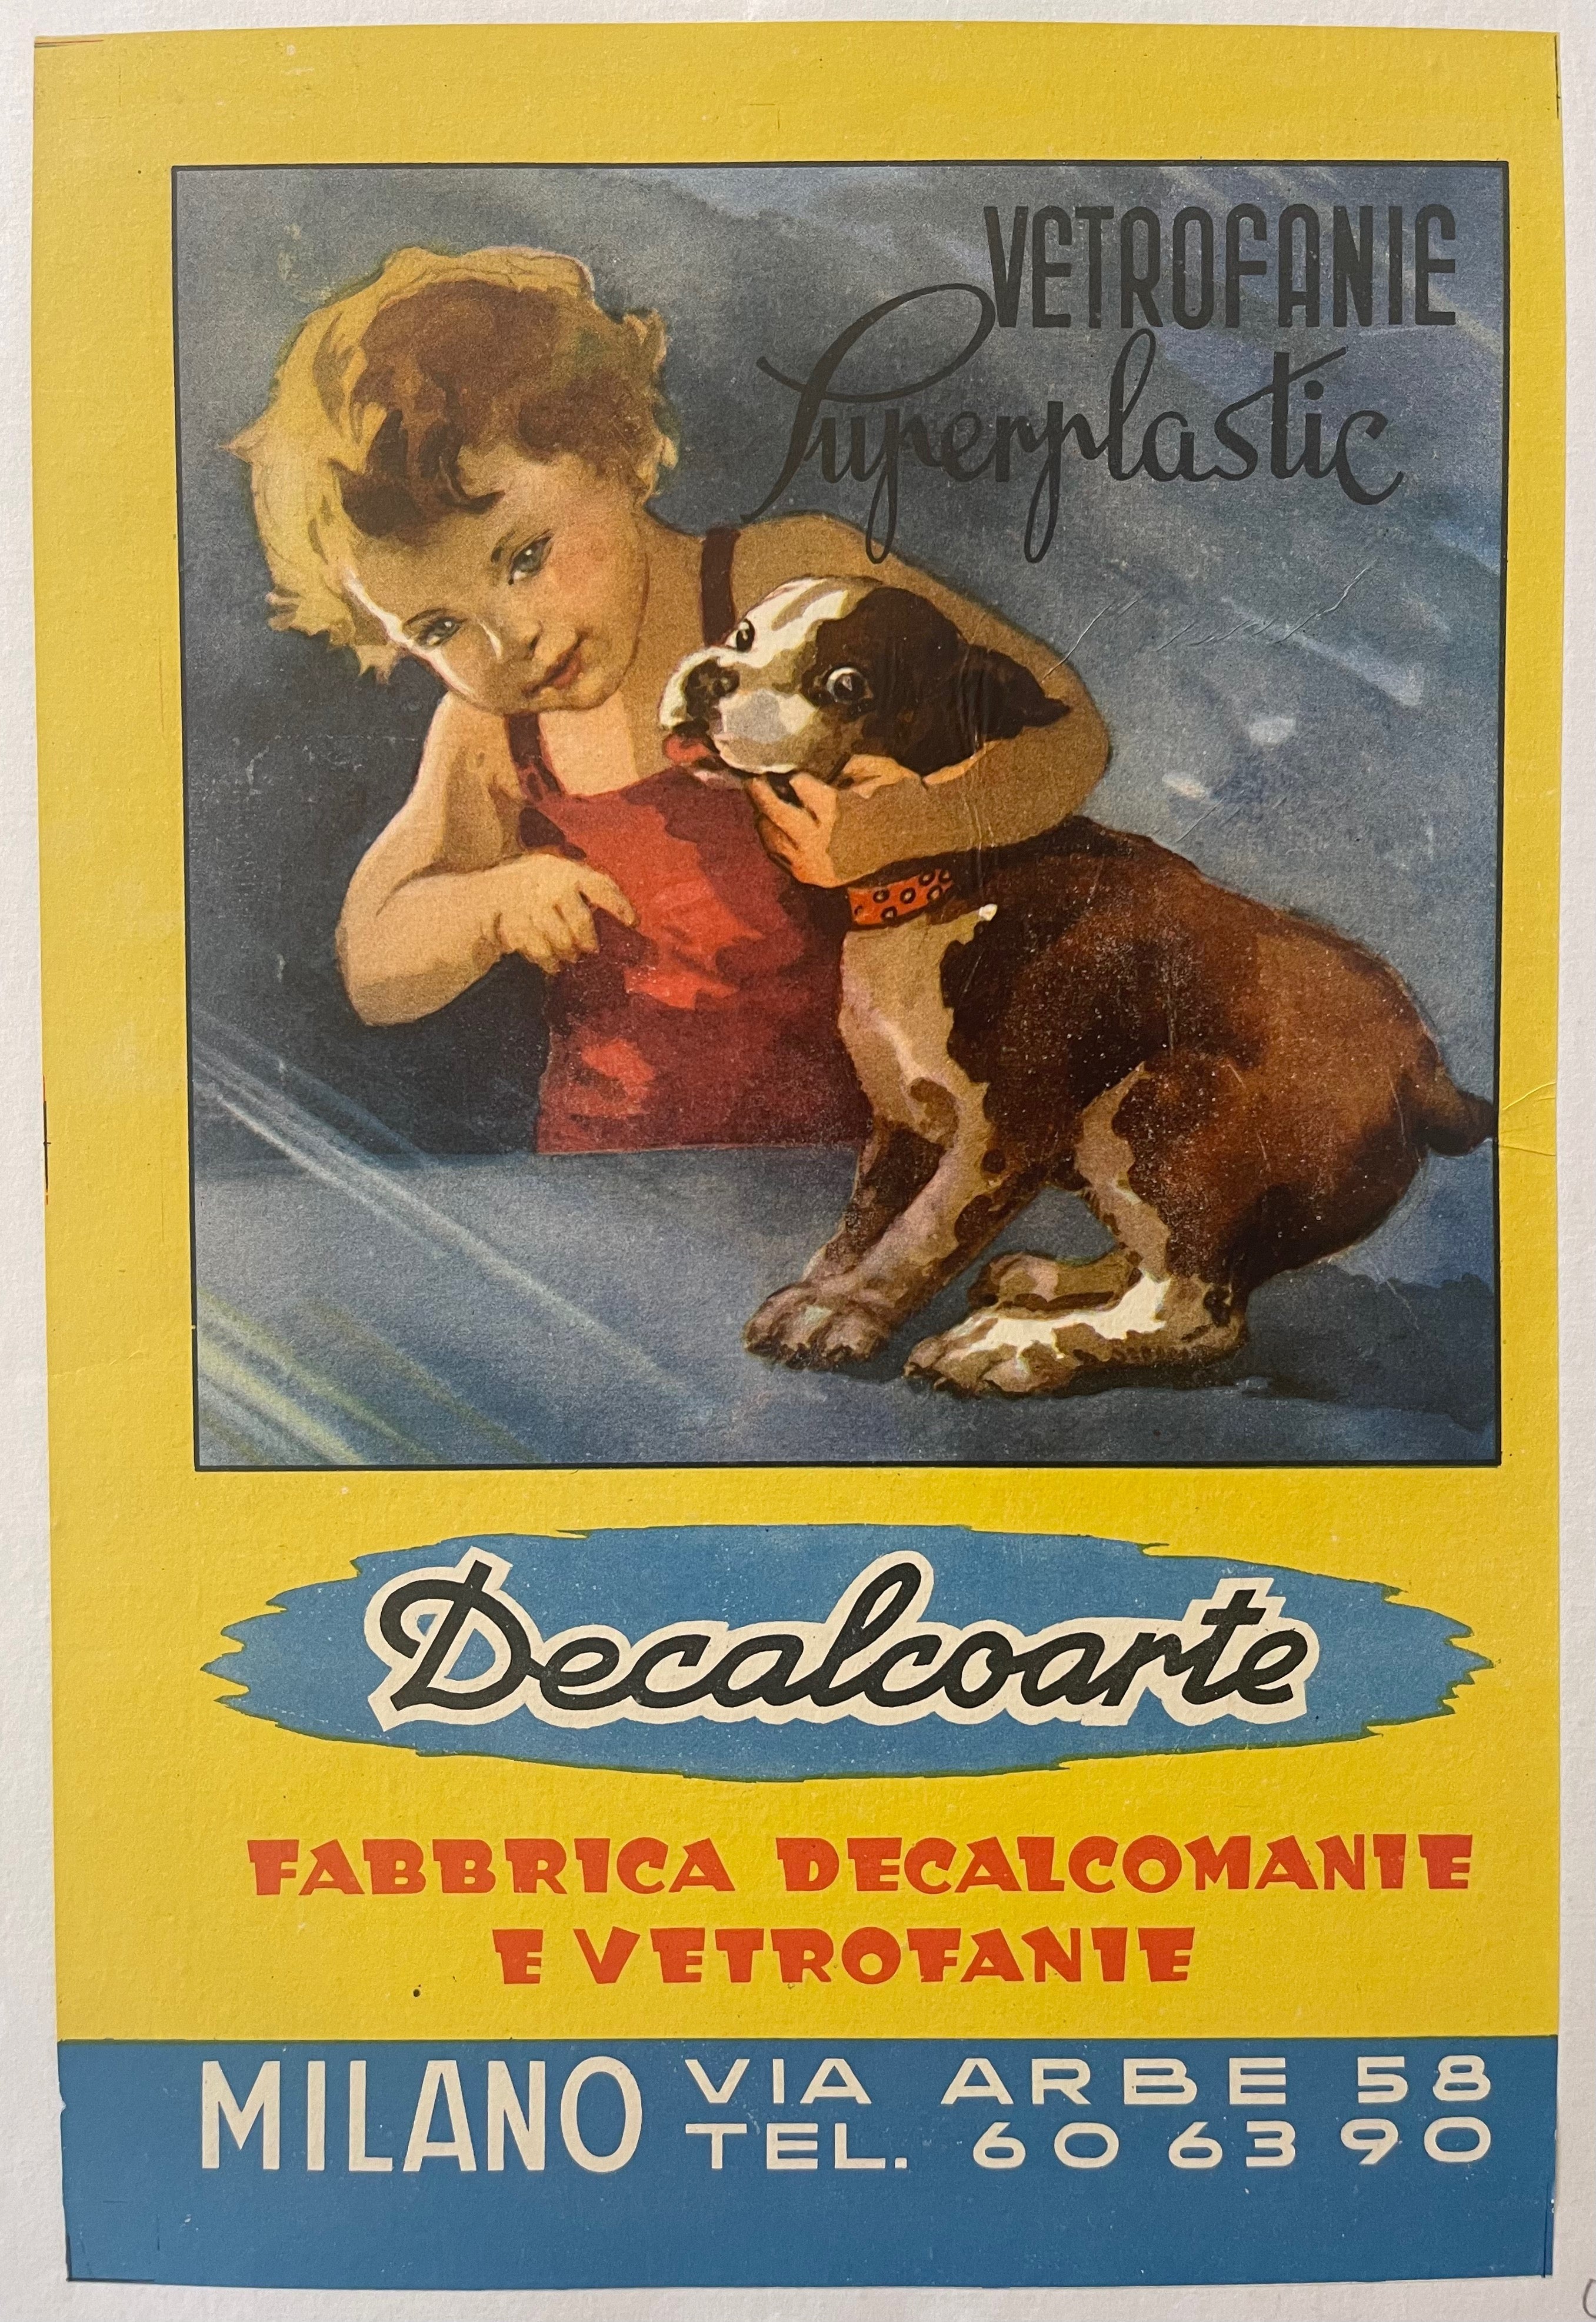 VETROFANIE
Superplastic
Decalcoarte
FABBRICA DECALCOMANIE
E VETROFANIE
MILANO VIA ARBE 58
TEL. 60 63 90